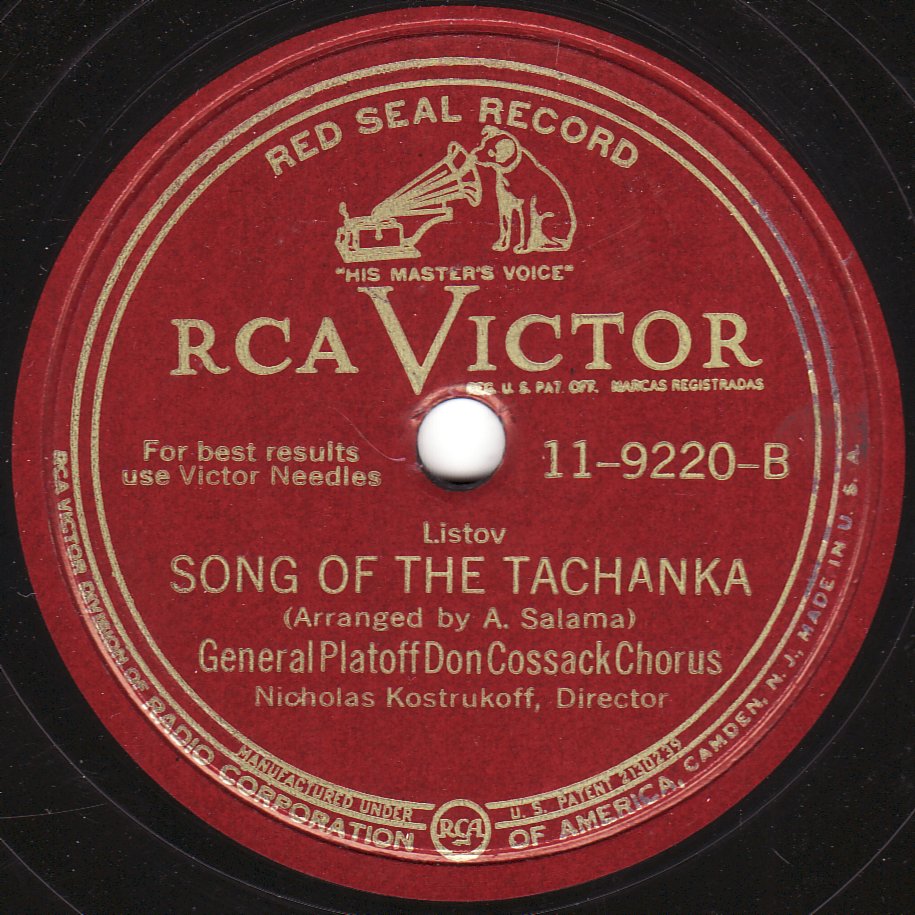 RED SEAL RECORD
"HIS MASTER'S VOICE"
RCA VICTOR
REG. U. S. PAT. OFF. MARCAS REGISTRADAS
For best results
use Victor Needles
11-9220-B
Listov
SONG OF THE TACHANKA
(Arranged by A. Salama)
General Platoff Don Cossack Chorus
Nicholas Kostrukoff, Director
MANUFACTURED UNDER
U. S. PATENT 2130239
RCA VICTOR DIVISION OF RADIO CORPORATION
RCA
OF AMERICA, CAMDEN, N. J., MADE IN U. S. A.